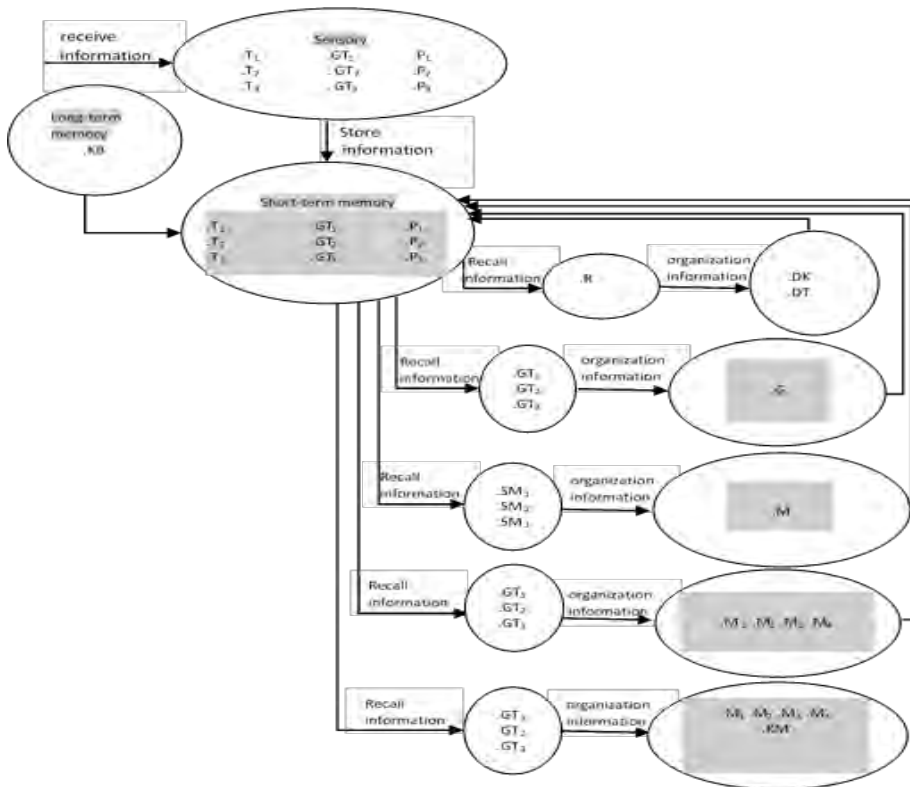 receive
information
Sensory
.T₁ .GT₁ .P₁
.T₂ .GT₂ .P₂
.T₃ .GT₃ .P₃
Long-term
memory
.KB
Store
information
Short-term memory
.T₁ .GT₁ .P₁
.T₂ .GT₂ .P₂
.T₃ .GT₃ .P₃
Recall
information
.R
organization
information
.DK
.DT
Recall
information
.GT₁
.GT₂
.GT₃
organization
information
.G
Recall
information
.SM₁
.SM₂
.SM₃
organization
information
.M
Recall
information
.GT₁
.GT₂
.GT₃
organization
information
.M₁ .M₂ .M₃ .M₄
Recall
information
.GT₁
GT₂
GT₃
organization
information
.M₁ .M₂ .M₃ .M₄
.KM